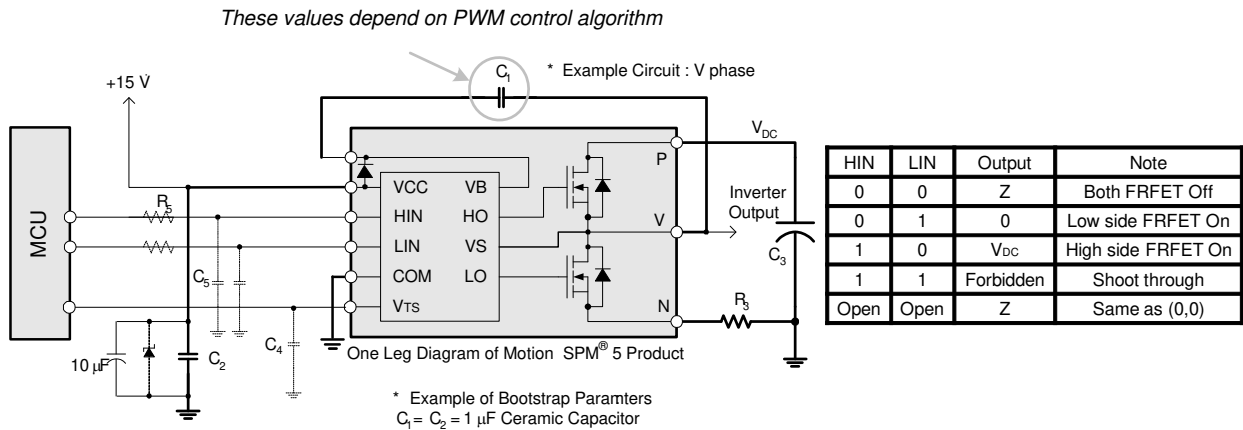 These values depend on PWM control algorithm
C1
* Example Circuit : V phase
+15 V
VDC
P
MCU
R5
VCC VB
HIN HO
LIN VS
COM LO
VTS
V
N
Inverter
Output
C5
C3
R3
10 µF
C2
C4
One Leg Diagram of Motion SPM® 5 Product
* Example of Bootstrap Paramters
C1= C2 = 1 µF Ceramic Capacitor
HIN LIN Output Note
0 0 Z Both FRFET Off
0 1 0 Low side FRFET On
1 0 VDC High side FRFET On
1 1 Forbidden Shoot through
Open Open Z Same as (0,0)